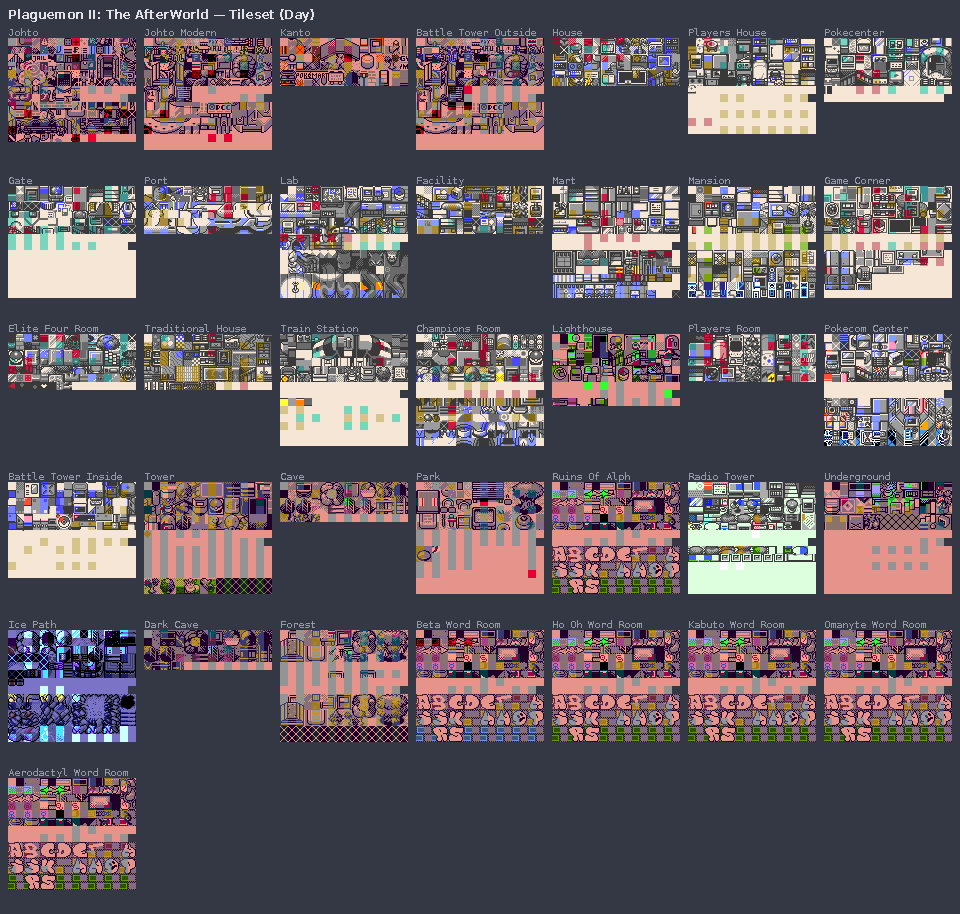 Plaguemon II: The AfterWorld — Tileset (Day)
Johto Johto Modern Kanto Battle Tower Outside House Players House Pokecenter
Gate Port Lab Facility Mart Mansion Game Corner
Elite Four Room Traditional House Train Station Champions Room Lighthouse Players Room Pokecom Center
Battle Tower Inside Tower Cave Park Ruins Of Alph Radio Tower Underground
Ice Path Dark Cave Forest Beta Word Room Ho Oh Word Room Kabuto Word Room Omanyte Word Room
Aerodactyl Word Room